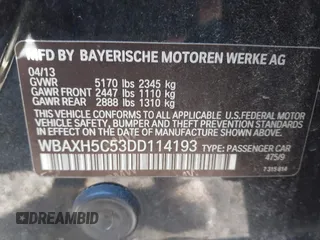 MFD BY BAYERISCHE MOTOREN WERKE AG
04/13
GVWR 5170 lbs 2345 kg
GAWR FRONT 2447 lbs 1110 kg
GAWR REAR 2888 lbs 1310 kg
THIS VEHICLE CONFORMS TO ALL
APPLICABLE U.S. FEDERAL MOTOR
VEHICLE SAFETY, BUMPER, AND
THEFT PREVENTION STANDARDS
IN EFFECT ON THE DATE OF
MANUFACTURE SHOWN ABOVE.
WBAXH5C53DD114193 TYPE: PASSENGER CAR
475/9
DREAMBID